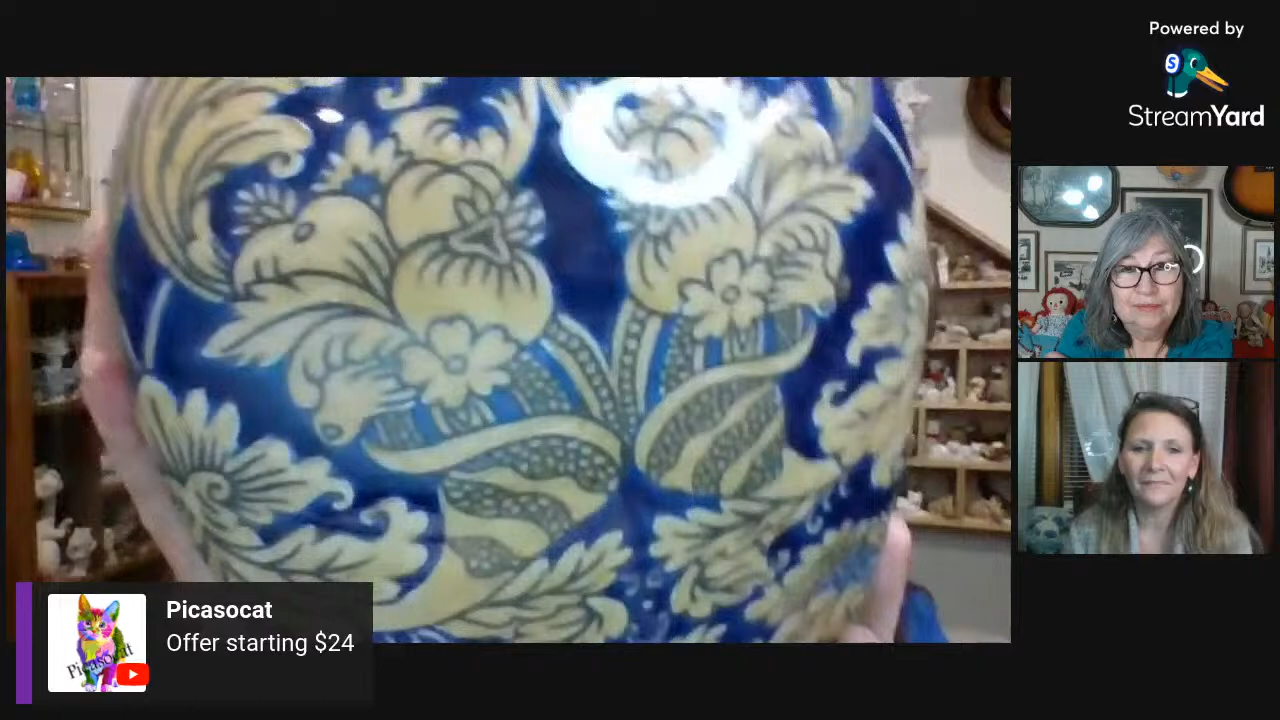 Powered by
StreamYard
Picasocat
Picasocat
Offer starting $24